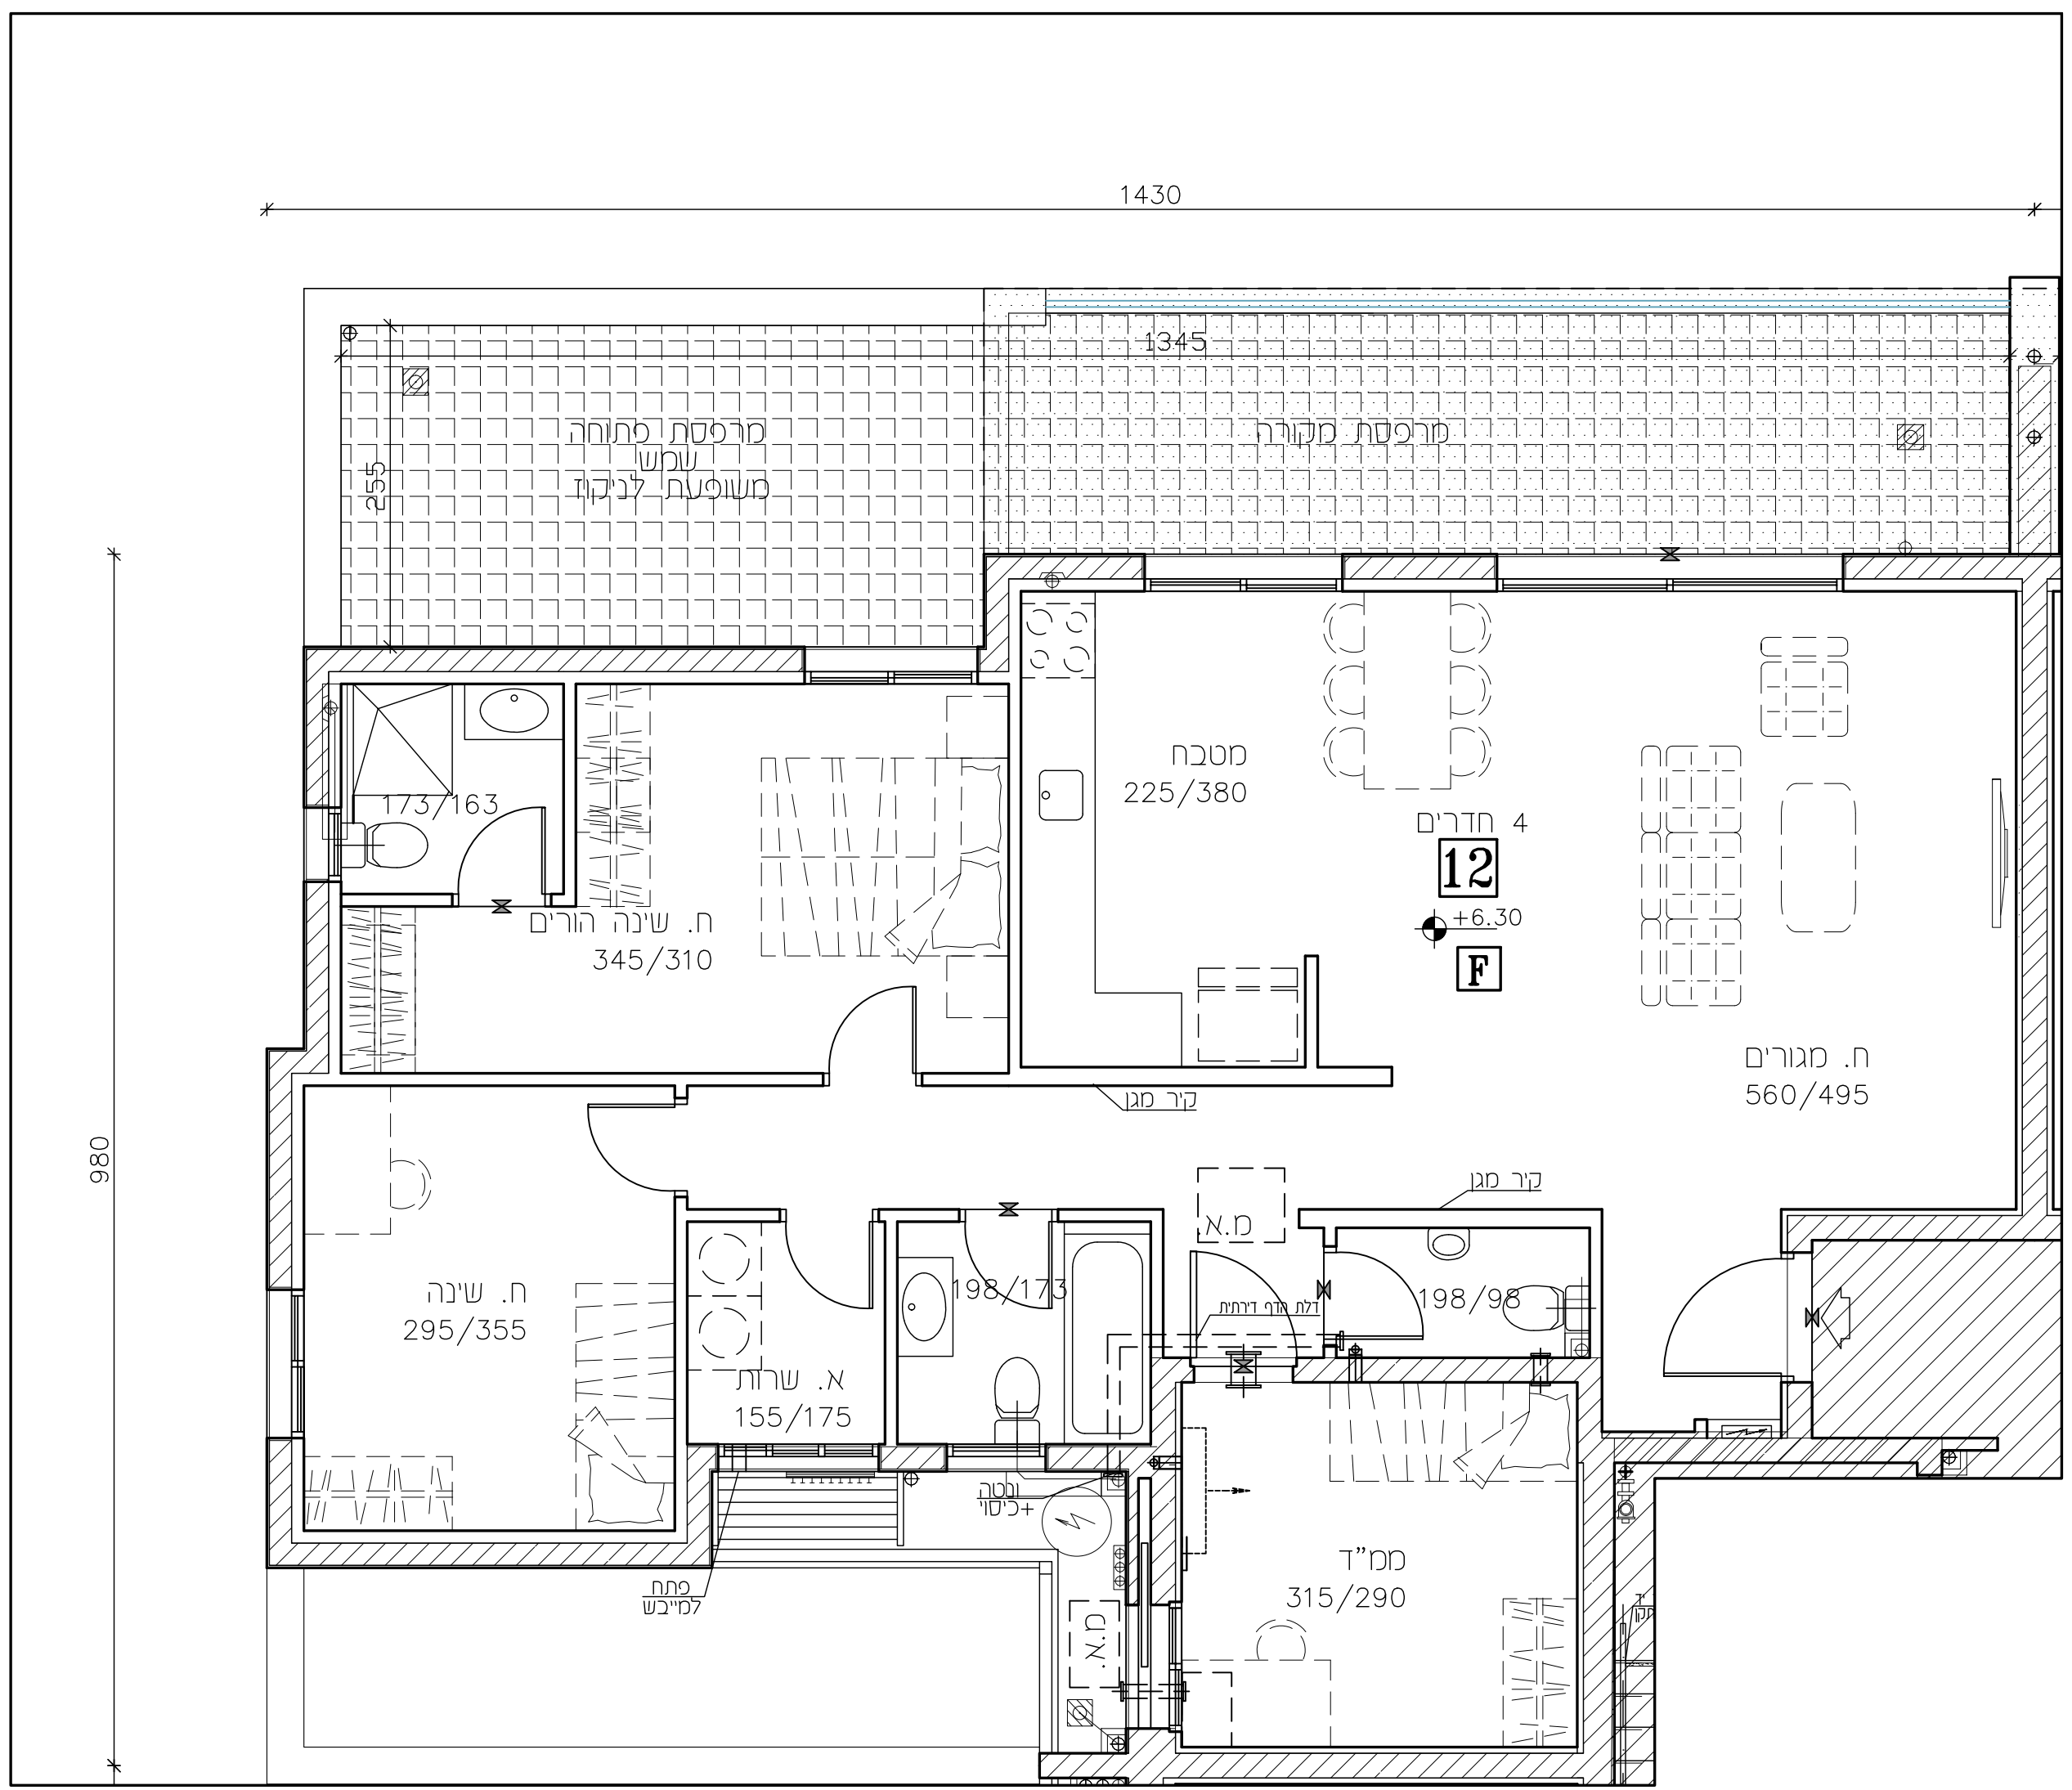 1430
1345
מרפסת פתוחה
שמש
משופעת לניקוז
מרפסת מקורה
255
980
173/163
ח. שינה הורים
345/310
מטבח
225/380
4 חדרים
12
+6.30
F
ח. מגורים
560/495
קיר מגן
קיר מגן
מ.א.
198/98
דלת הדף דירתית
198/173
ח. שינה
295/355
א. שרות
155/175
ונטה
+כיסוי
פתח
למייבש
מ.א.
ממ"ד
315/290